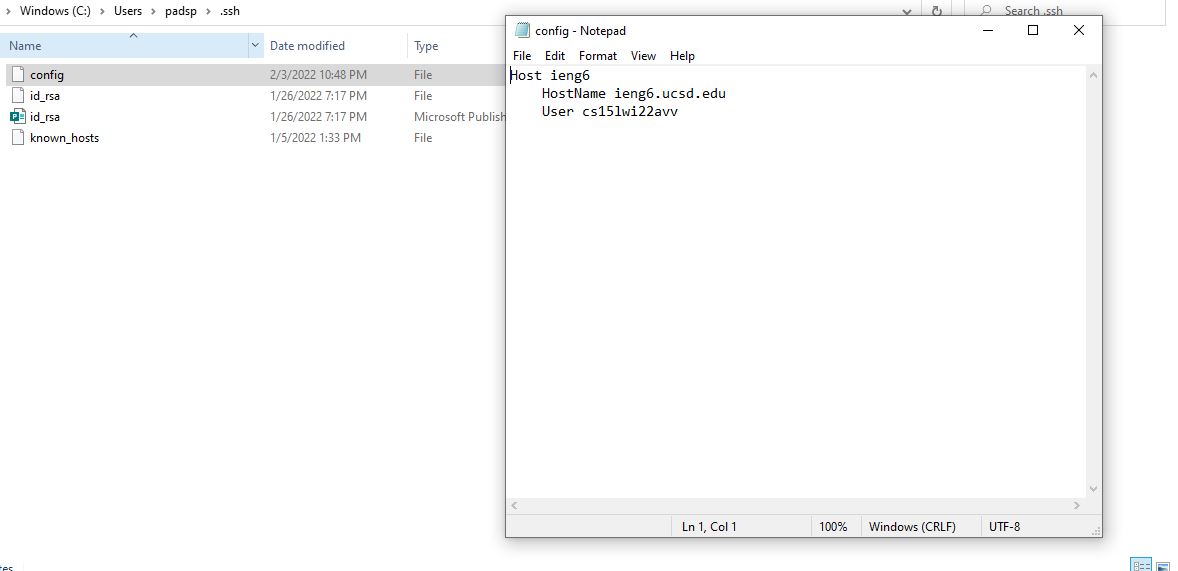 Windows (C:) > Users > padsp > .ssh
Search .ssh
Name Date modified Type
config 2/3/2022 10:48 PM File
id_rsa 1/26/2022 7:17 PM File
id_rsa 1/26/2022 7:17 PM Microsoft Publish
known_hosts 1/5/2022 1:33 PM File
config - Notepad
File Edit Format View Help
Host ieng6
    HostName ieng6.ucsd.edu
    User cs15lwi22avv
Ln 1, Col 1 100% Windows (CRLF) UTF-8